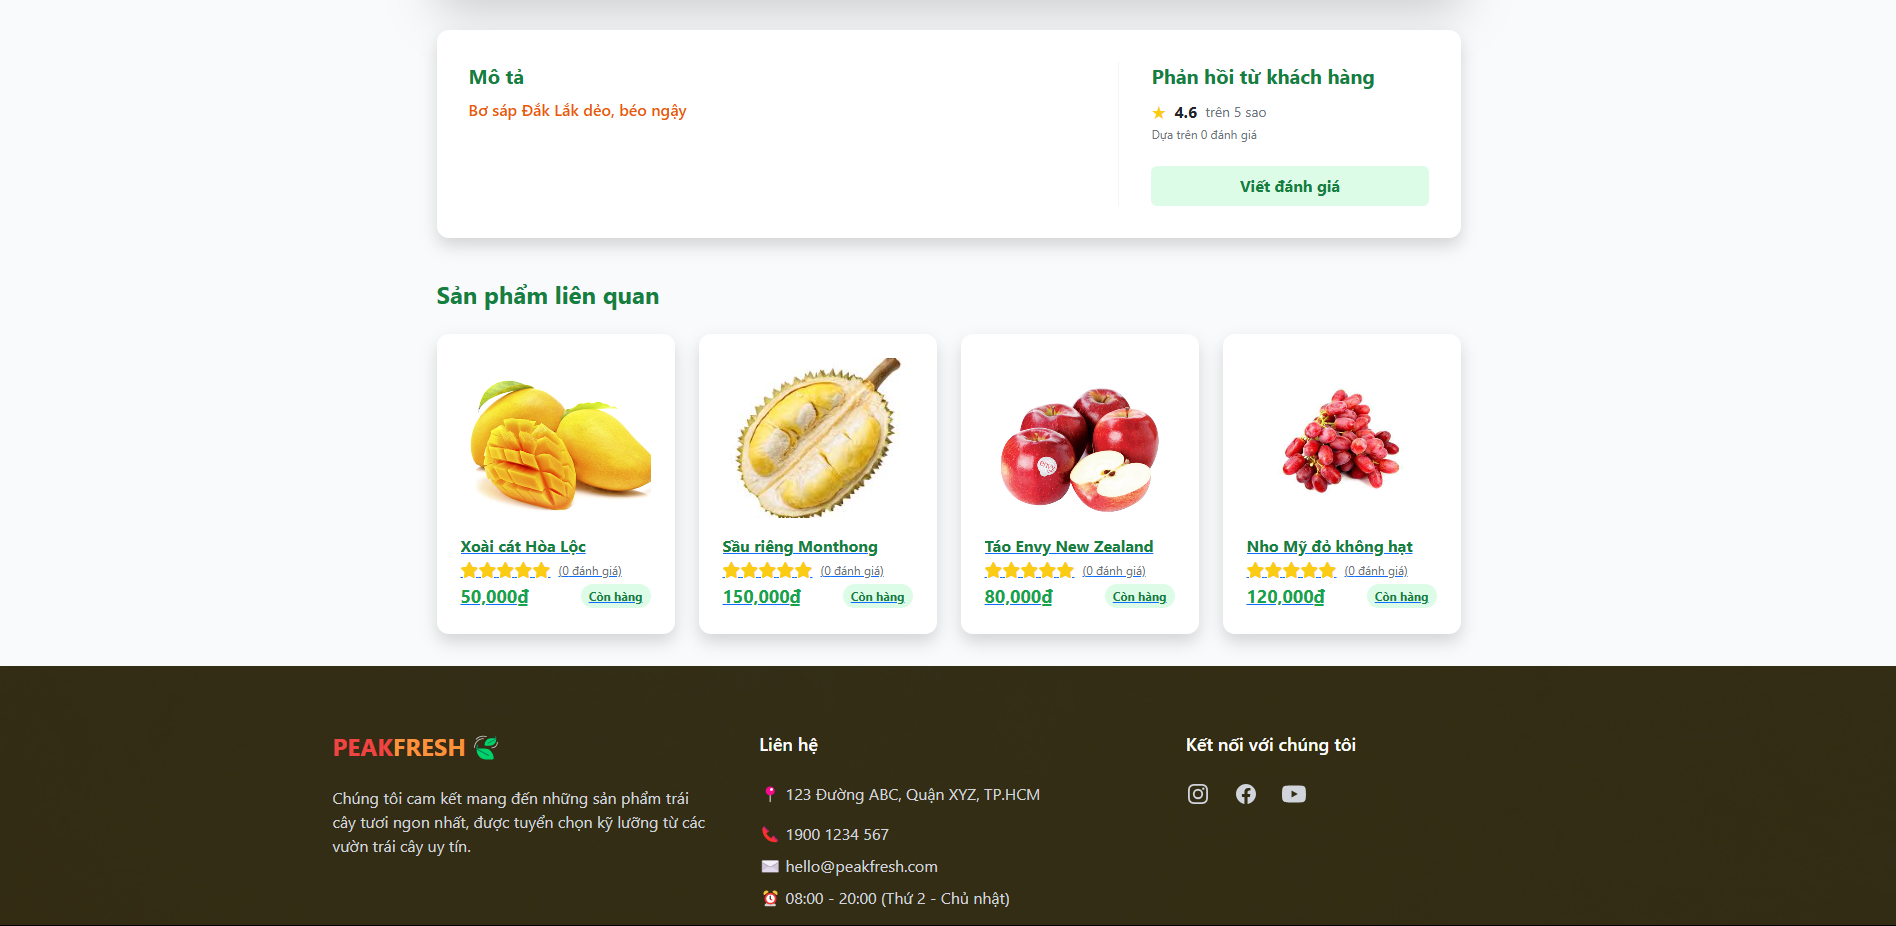 Mô tả
Bơ sáp Đắk Lắk dẻo, béo ngậy
Phản hồi từ khách hàng
4.6 trên 5 sao
Dựa trên 0 đánh giá
Viết đánh giá
Sản phẩm liên quan
Xoài cát Hòa Lộc
(0 đánh giá)
50,000₫
Còn hàng
Sầu riêng Monthong
(0 đánh giá)
150,000₫
Còn hàng
Táo Envy New Zealand
(0 đánh giá)
80,000₫
Còn hàng
Nho Mỹ đỏ không hạt
(0 đánh giá)
120,000₫
Còn hàng
PEAKFRESH
Chúng tôi cam kết mang đến những sản phẩm trái
cây tươi ngon nhất, được tuyển chọn kỹ lưỡng từ các
vườn trái cây uy tín.
Liên hệ
123 Đường ABC, Quận XYZ, TP.HCM
1900 1234 567
hello@peakfresh.com
08:00 - 20:00 (Thứ 2 - Chủ nhật)
Kết nối với chúng tôi